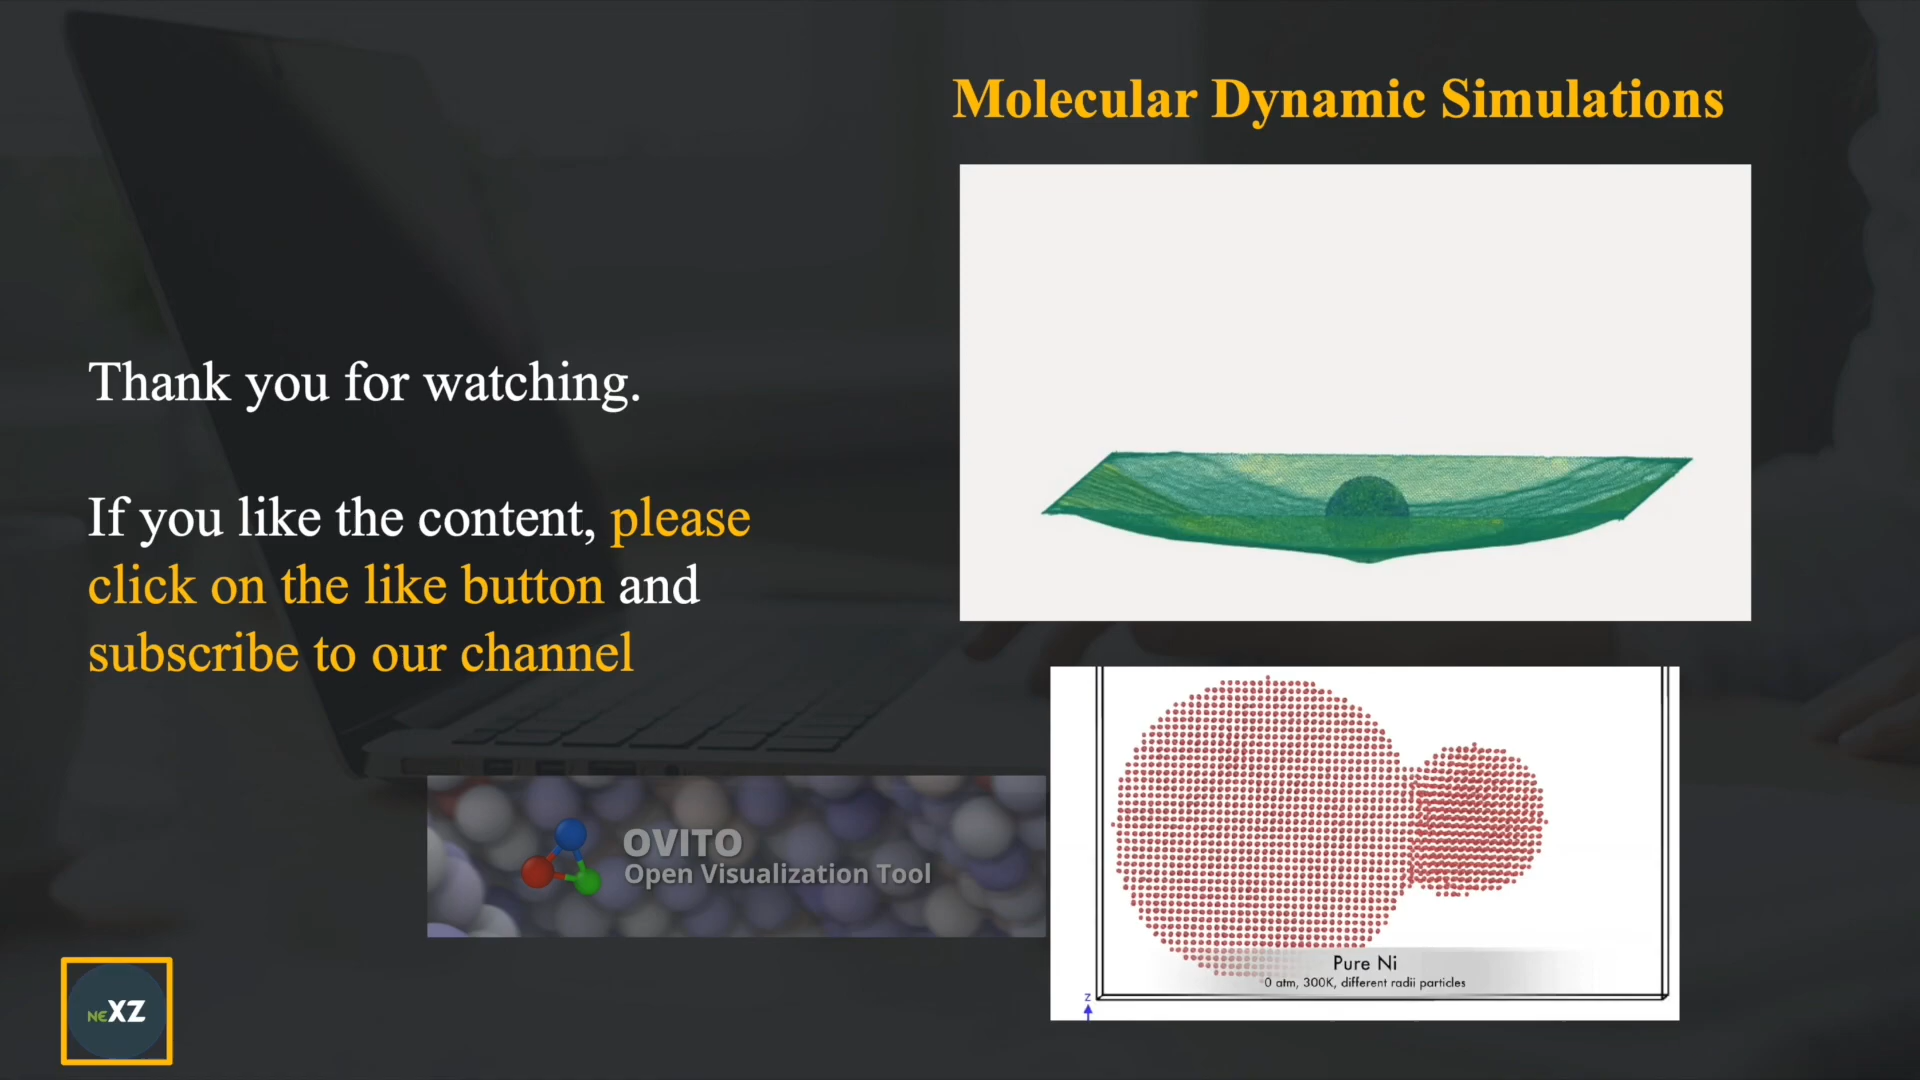 Molecular Dynamic Simulations
Thank you for watching.
If you like the content, please
click on the like button and
subscribe to our channel
OVITO
Open Visualization Tool
Pure Ni
0 atm, 300K, different radii particles
z
NEXZ